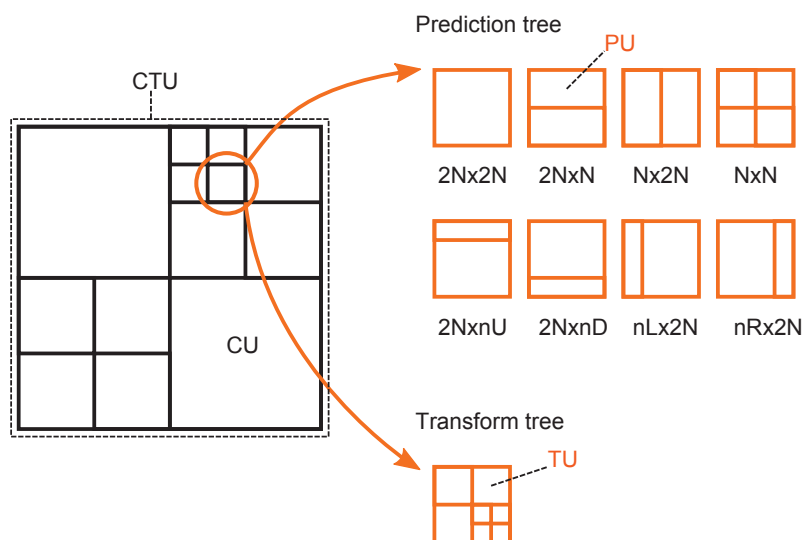 Prediction tree
PU
CTU
2Nx2N 2NxN Nx2N NxN
2NxnU 2NxnD nLx2N nRx2N
CU
Transform tree
TU